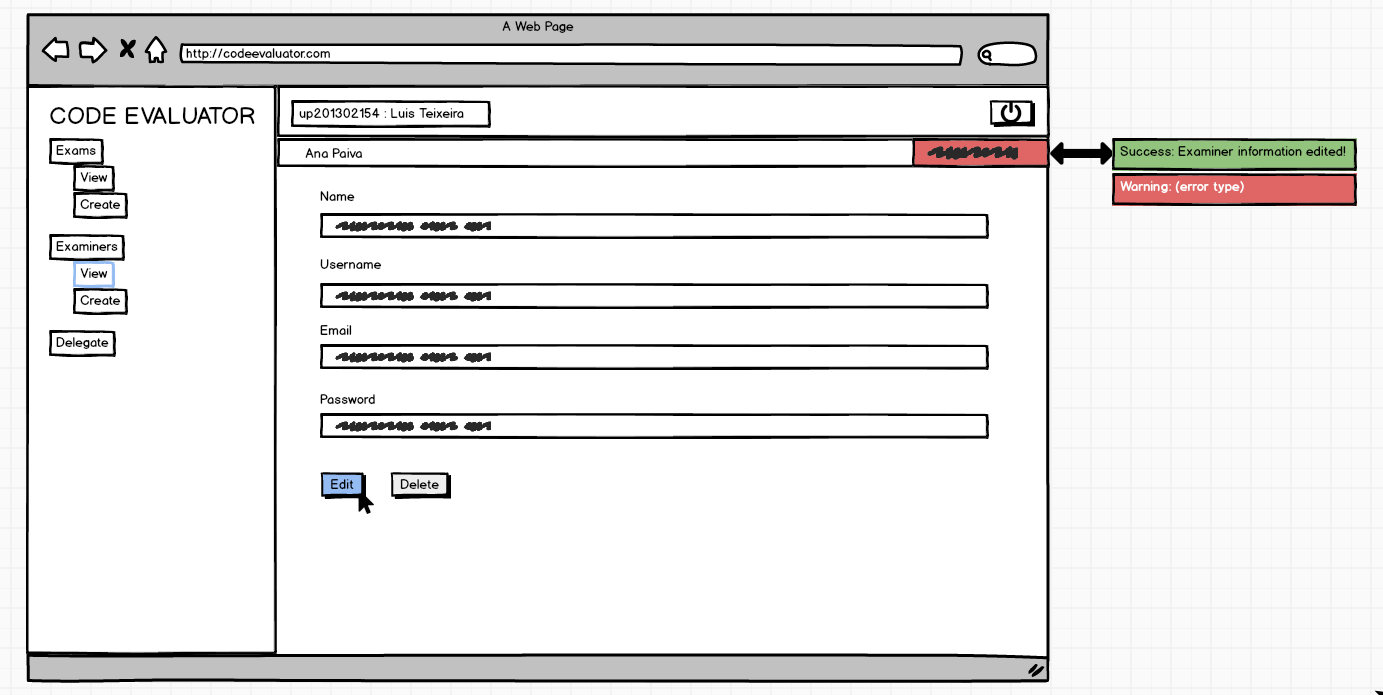 A Web Page
http://codeevaluator.com
CODE EVALUATOR
Exams
View
Create
Examiners
View
Create
Delegate
up201302154 : Luis Teixeira
Ana Paiva
Success: Examiner information edited!
Warning: (error type)
Name
Username
Email
Password
Edit
Delete